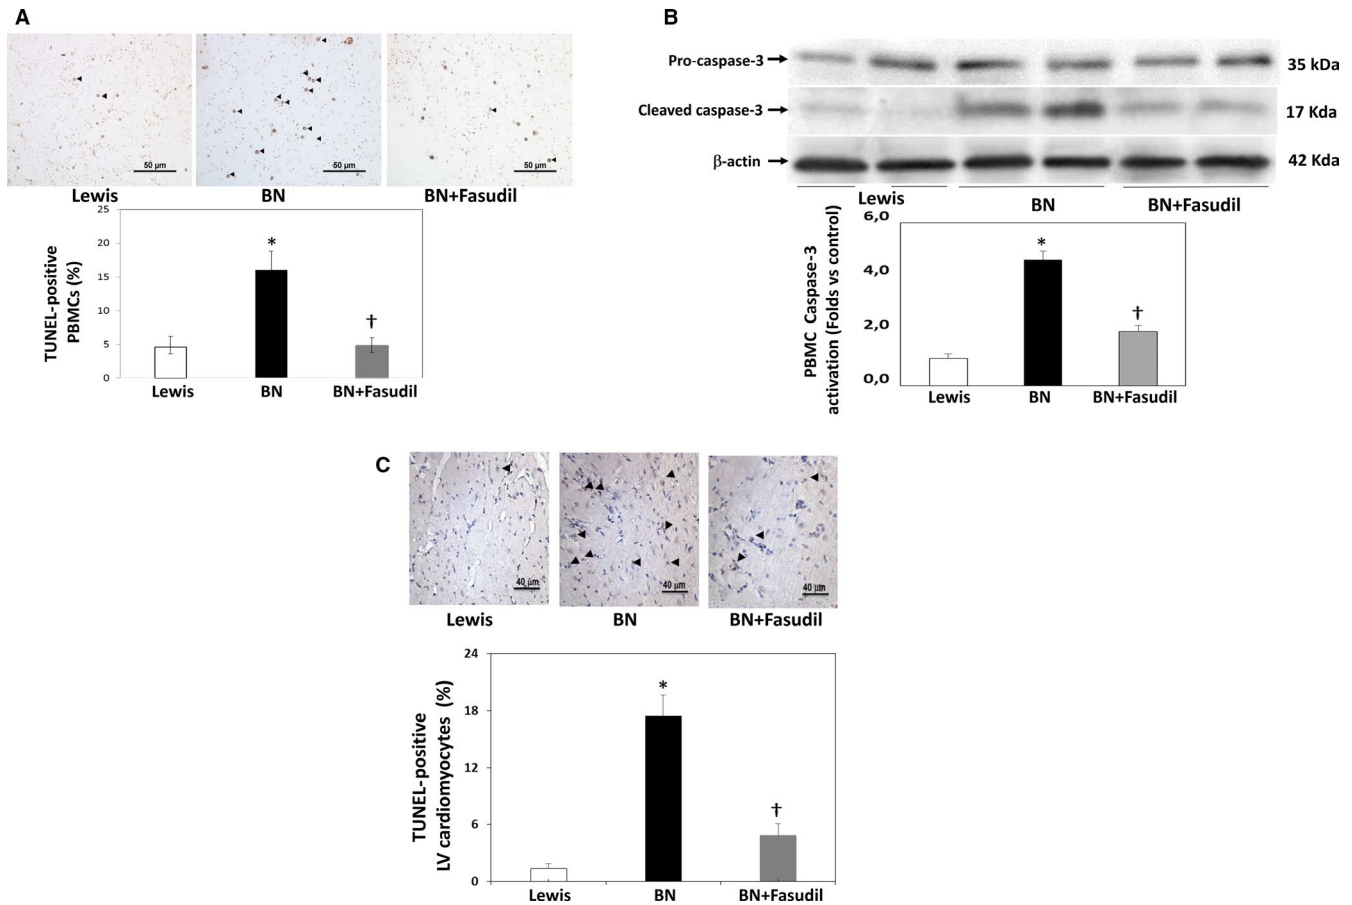 A
50 µm
50 µm
50 µm
Lewis
BN
BN+Fasudil
TUNEL-positive
PBMCs (%)
25
20
15
10
5
0
*
†
Lewis
BN
BN+Fasudil
B
Pro-caspase-3
35 kDa
Cleaved caspase-3
17 Kda
β-actin
42 Kda
Lewis
BN
BN+Fasudil
PBMC Caspase-3
activation (Folds vs control)
6,0
4,0
2,0
0,0
*
†
Lewis
BN
BN+Fasudil
C
40 µm
40 µm
40 µm
Lewis
BN
BN+Fasudil
TUNEL-positive
LV cardiomyocytes (%)
24
18
12
6
0
*
†
Lewis
BN
BN+Fasudil